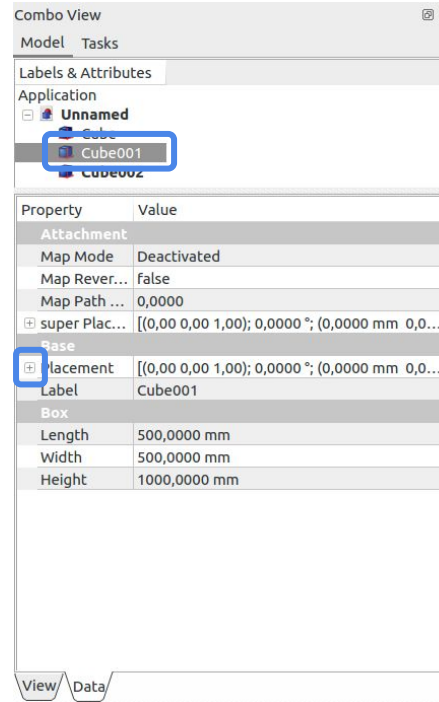 Combo View
Model Tasks
Labels & Attributes
Application
Unnamed
Cube
Cube001
Cube002
Property Value
Attachment
Map Mode Deactivated
Map Rever... false
Map Path ... 0,0000
super Plac... [(0,00 0,00 1,00); 0,0000 °; (0,0000 mm 0,0...
Base
Placement [(0,00 0,00 1,00); 0,0000 °; (0,0000 mm 0,0...
Label Cube001
Box
Length 500,0000 mm
Width 500,0000 mm
Height 1000,0000 mm
View Data